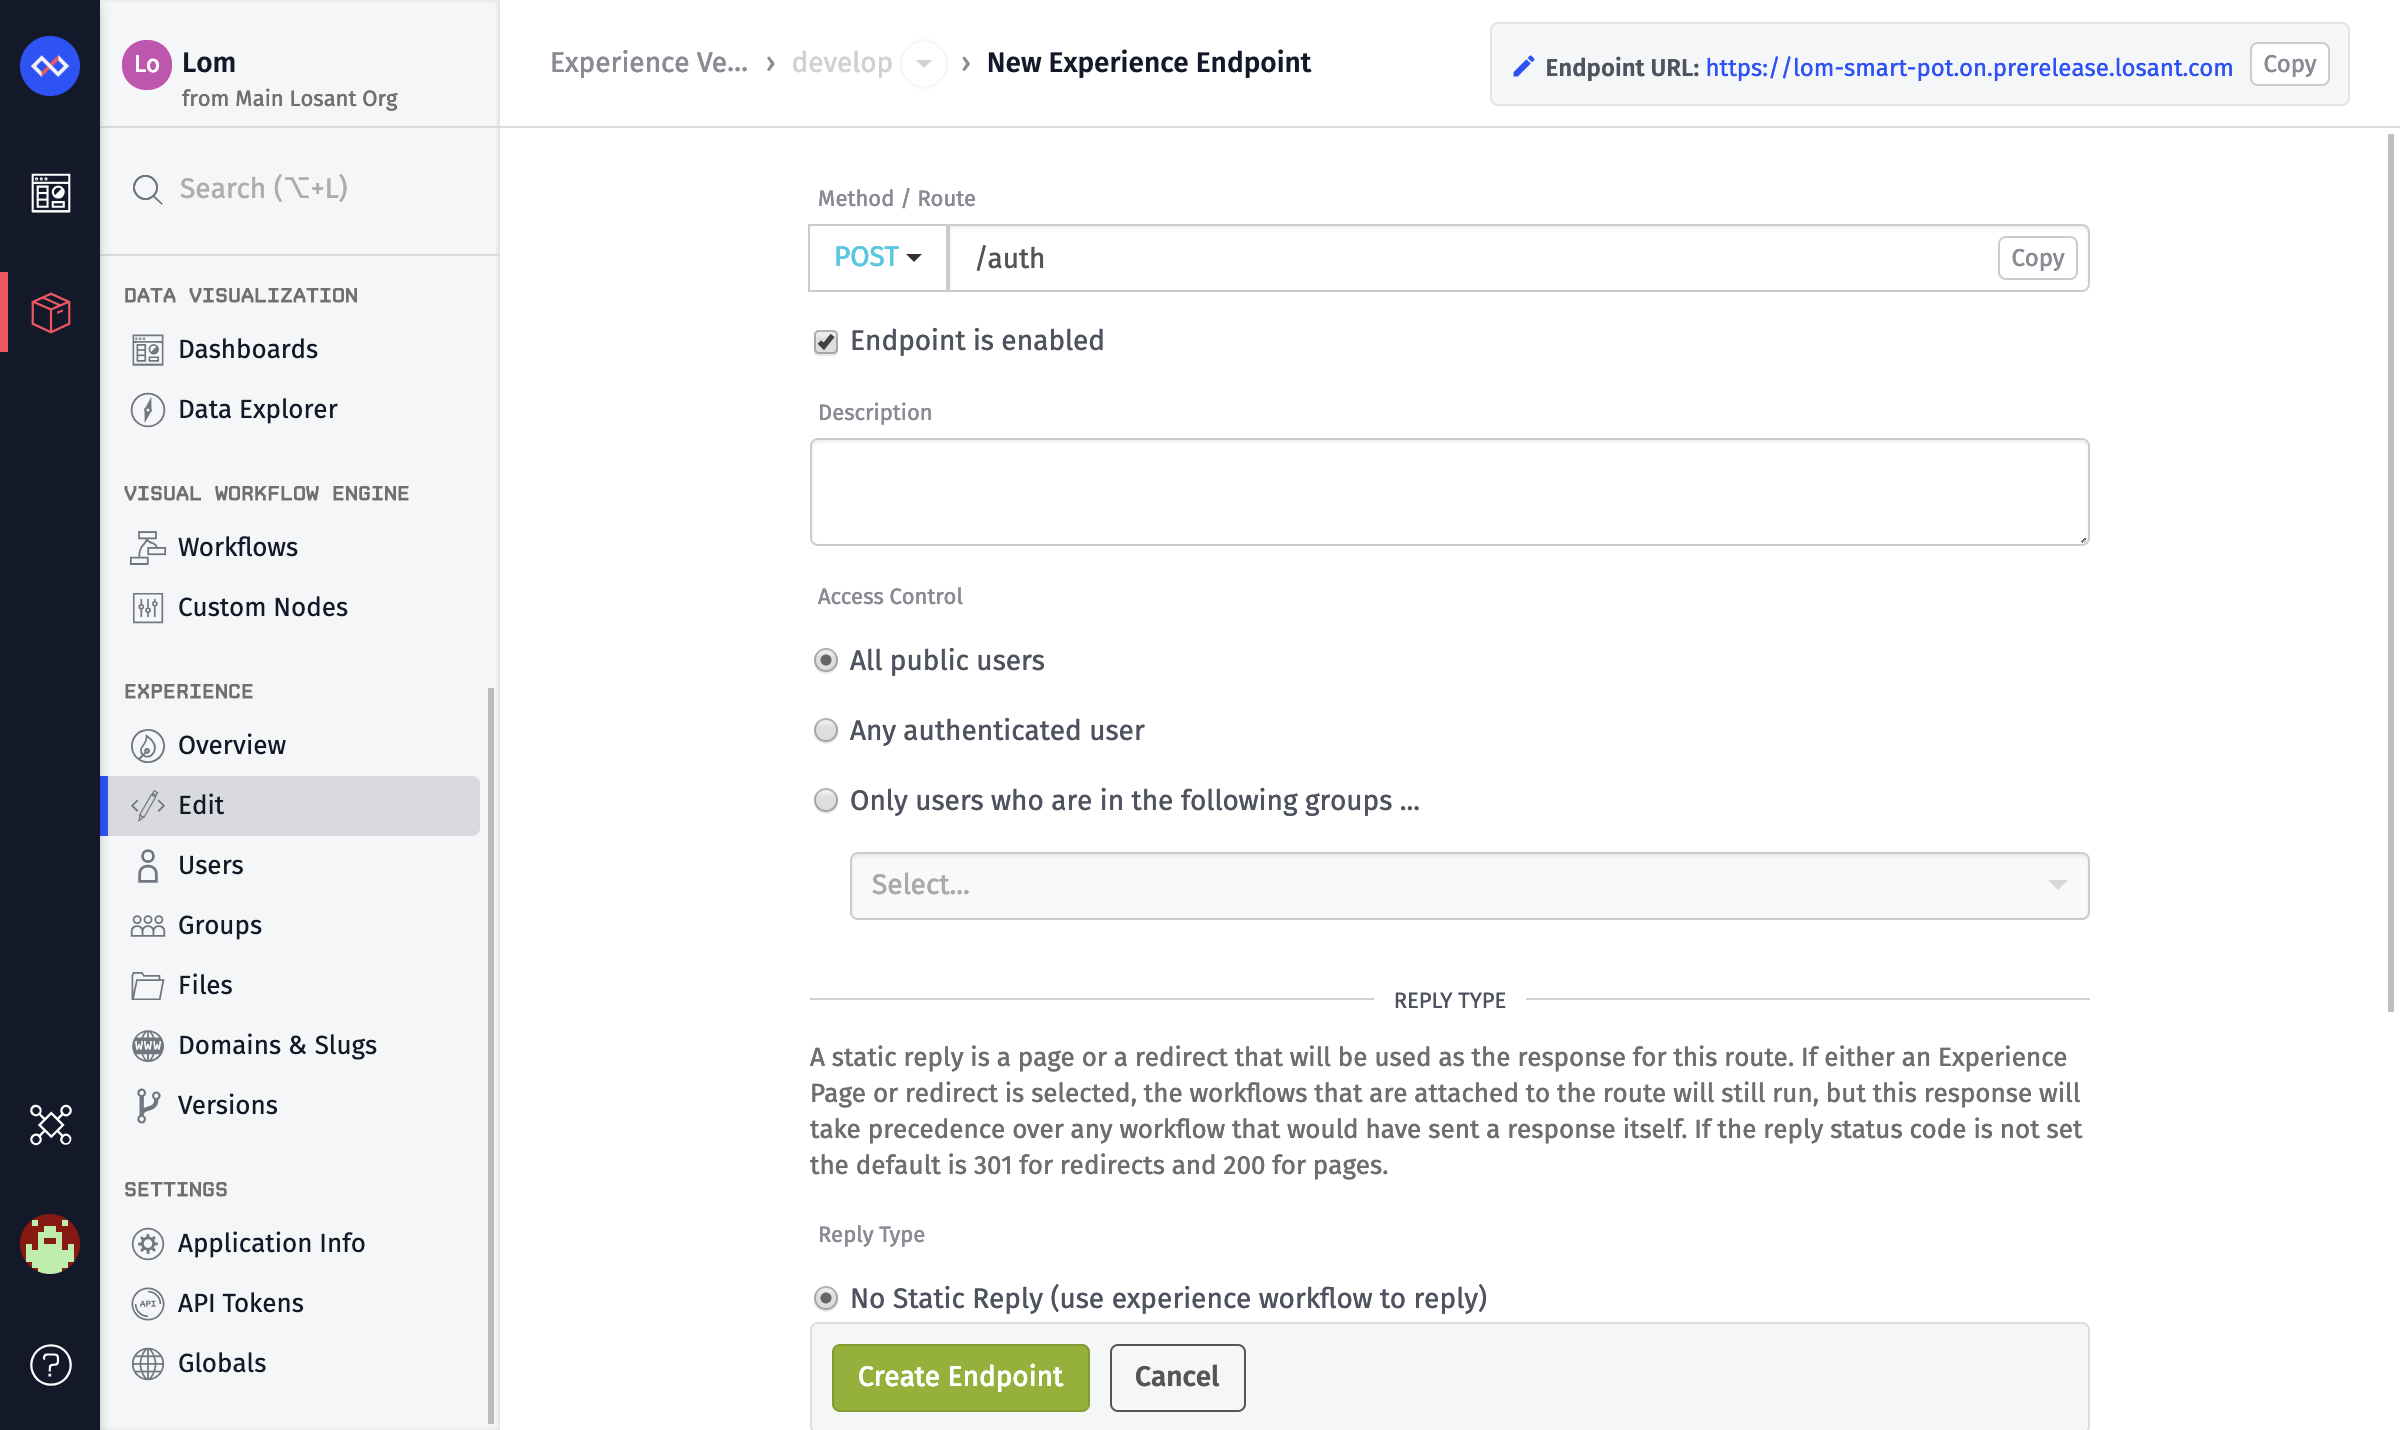 Lo
Lom
from Main Losant Org
Search (⌥+L)
DATA VISUALIZATION
Dashboards
Data Explorer
VISUAL WORKFLOW ENGINE
Workflows
Custom Nodes
EXPERIENCE
Overview
Edit
Users
Groups
Files
WWW
Domains & Slugs
Versions
SETTINGS
Application Info
API
API Tokens
Globals
?
Experience Ve... › develop › New Experience Endpoint
Endpoint URL: https://lom-smart-pot.on.prerelease.losant.com
Copy
Method / Route
POST
/auth
Copy
Endpoint is enabled
Description
Access Control
All public users
Any authenticated user
Only users who are in the following groups ...
Select...
REPLY TYPE
A static reply is a page or a redirect that will be used as the response for this route. If either an Experience
Page or redirect is selected, the workflows that are attached to the route will still run, but this response will
take precedence over any workflow that would have sent a response itself. If the reply status code is not set
the default is 301 for redirects and 200 for pages.
Reply Type
No Static Reply (use experience workflow to reply)
Create Endpoint
Cancel